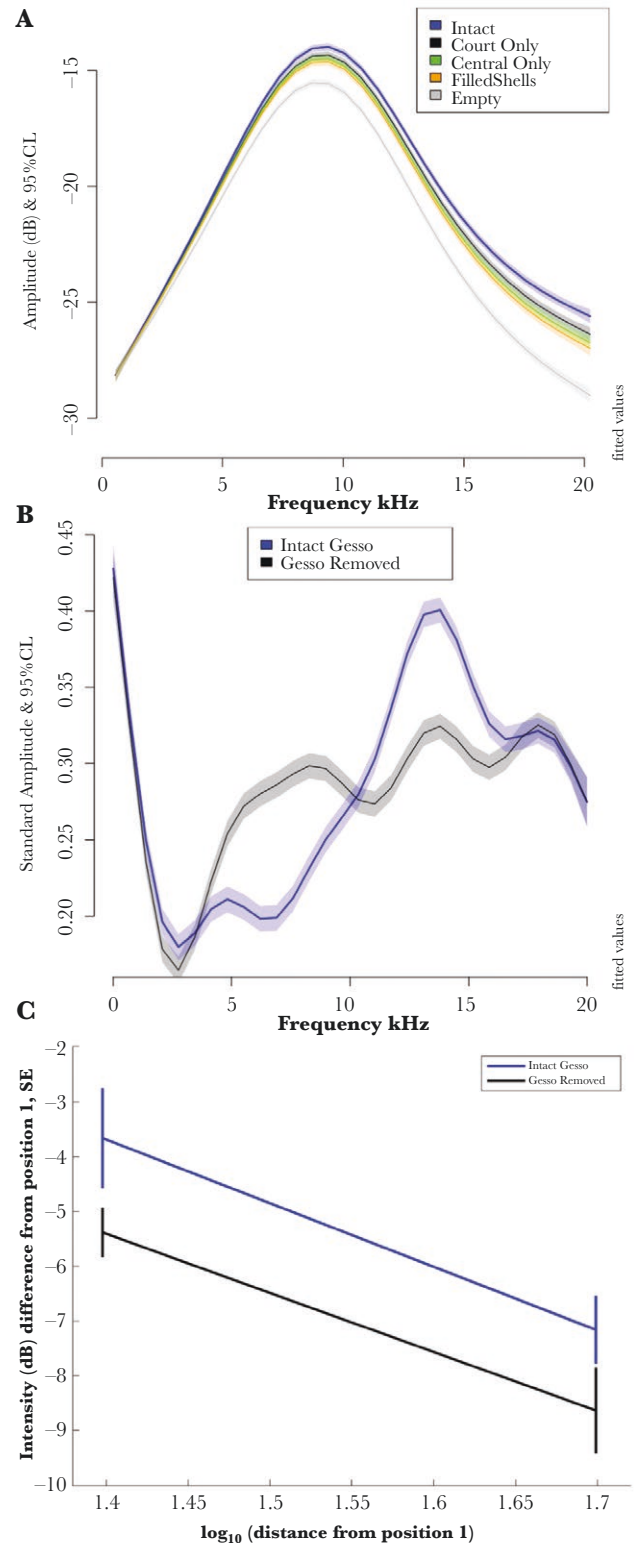 A
Intact
Court Only
Central Only
FilledShells
Empty
Amplitude (dB) & 95%CL
−15
−20
−25
−30
fitted values
0 5 10 15 20
Frequency kHz
B
Intact Gesso
Gesso Removed
Standard Amplitude & 95%CL
0.45
0.40
0.35
0.30
0.25
0.20
fitted values
0 5 10 15 20
Frequency kHz
C
Intact Gesso
Gesso Removed
Intensity (dB) difference from position 1, SE
−2
−3
−4
−5
−6
−7
−8
−9
−10
1.4 1.45 1.5 1.55 1.6 1.65 1.7
log₁₀ (distance from position 1)